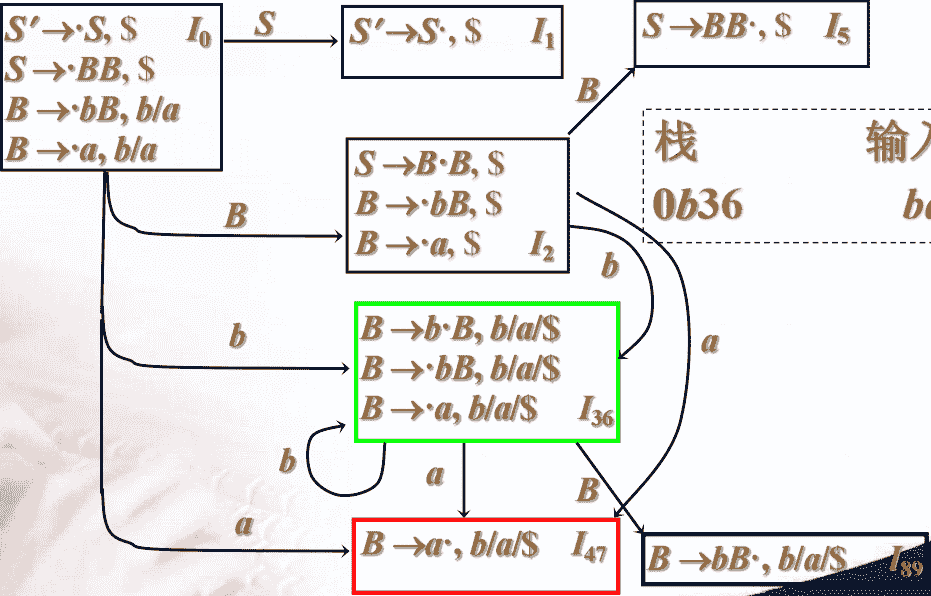 S′→·S, $ I₀
S→·BB, $
B→·bB, b/a
B→·a, b/a
S
S′→S·, $ I₁
S→BB·, $ I₅
B
S→B·B, $
B→·bB, $
B→·a, $ I₂
B
栈
0b36
b
a
b
B→b·B, b/a/$
B→·bB, b/a/$
B→·a, b/a/$ I₃₆
b
a
B
a
B→a·, b/a/$ I₄₇
B→bB·, b/a/$ I₈₉